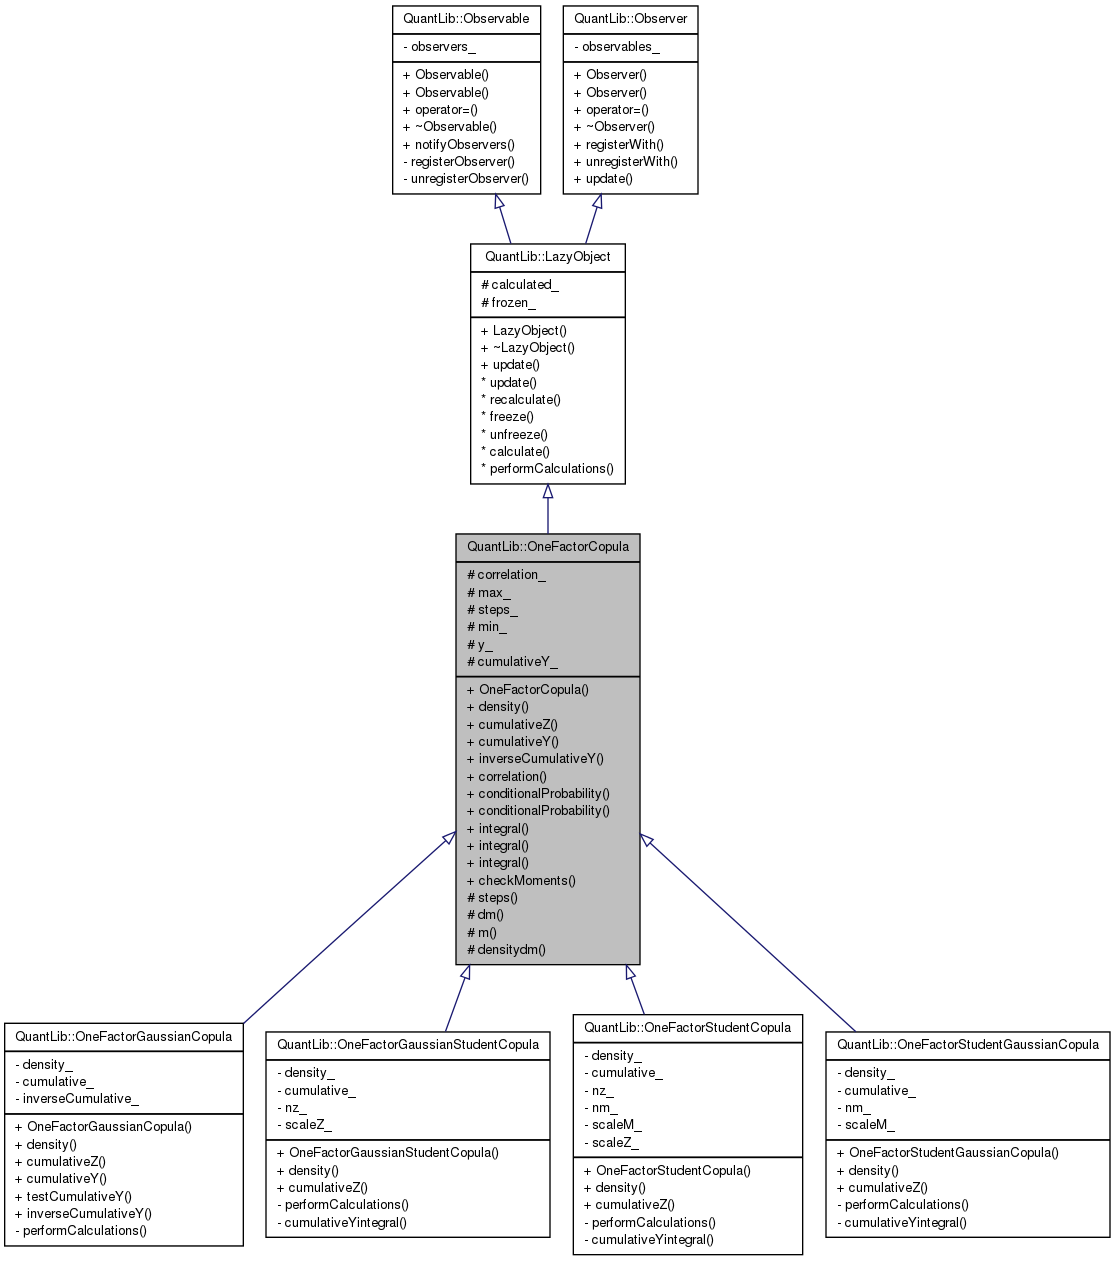 QuantLib::Observable
- observers_
+ Observable()
+ Observable()
+ operator=()
+ ~Observable()
+ notifyObservers()
- registerObserver()
- unregisterObserver()
QuantLib::Observer
- observables_
+ Observer()
+ Observer()
+ operator=()
+ ~Observer()
+ registerWith()
+ unregisterWith()
+ update()
QuantLib::LazyObject
# calculated_
# frozen_
+ LazyObject()
+ ~LazyObject()
+ update()
* update()
* recalculate()
* freeze()
* unfreeze()
* calculate()
* performCalculations()
QuantLib::OneFactorCopula
# correlation_
# max_
# steps_
# min_
# y_
# cumulativeY_
+ OneFactorCopula()
+ density()
+ cumulativeZ()
+ cumulativeY()
+ inverseCumulativeY()
+ correlation()
+ conditionalProbability()
+ conditionalProbability()
+ integral()
+ integral()
+ integral()
+ checkMoments()
# steps()
# dm()
# m()
# densitydm()
QuantLib::OneFactorGaussianCopula
- density_
- cumulative_
- inverseCumulative_
+ OneFactorGaussianCopula()
+ density()
+ cumulativeZ()
+ cumulativeY()
+ testCumulativeY()
+ inverseCumulativeY()
- performCalculations()
QuantLib::OneFactorGaussianStudentCopula
- density_
- cumulative_
- nz_
- scaleZ_
+ OneFactorGaussianStudentCopula()
+ density()
+ cumulativeZ()
- performCalculations()
- cumulativeYintegral()
QuantLib::OneFactorStudentCopula
- density_
- cumulative_
- nz_
- nm_
- scaleM_
- scaleZ_
+ OneFactorStudentCopula()
+ density()
+ cumulativeZ()
- performCalculations()
- cumulativeYintegral()
QuantLib::OneFactorStudentGaussianCopula
- density_
- cumulative_
- nm_
- scaleM_
+ OneFactorStudentGaussianCopula()
+ density()
+ cumulativeZ()
- performCalculations()
- cumulativeYintegral()